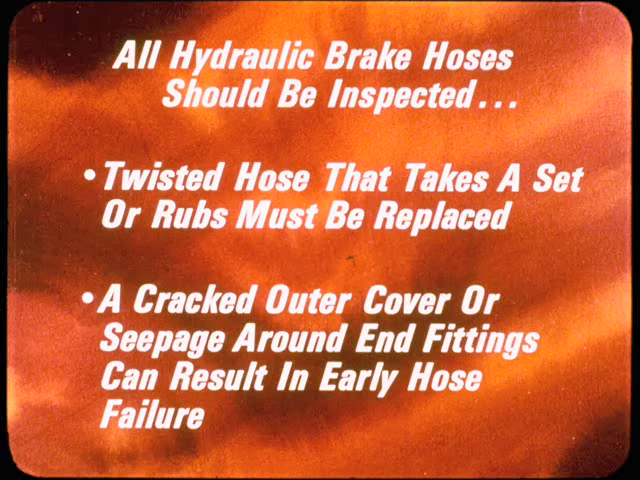 All Hydraulic Brake Hoses
Should Be Inspected...
• Twisted Hose That Takes A Set
Or Rubs Must Be Replaced
• A Cracked Outer Cover Or
Seepage Around End Fittings
Can Result In Early Hose
Failure